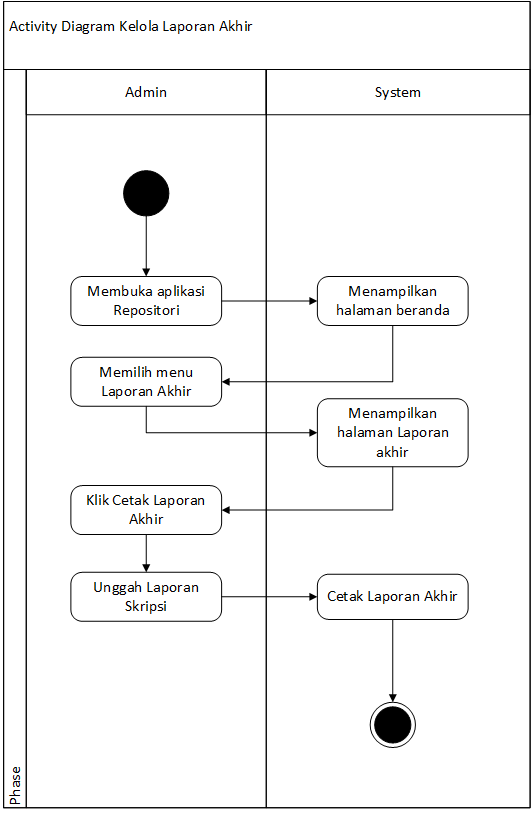 Activity Diagram Kelola Laporan Akhir
Admin
System
Membuka aplikasi
Repositori
Menampilkan
halaman beranda
Memilih menu
Laporan Akhir
Menampilkan
halaman Laporan
akhir
Klik Cetak Laporan
Akhir
Unggah Laporan
Skripsi
Cetak Laporan Akhir
Phase